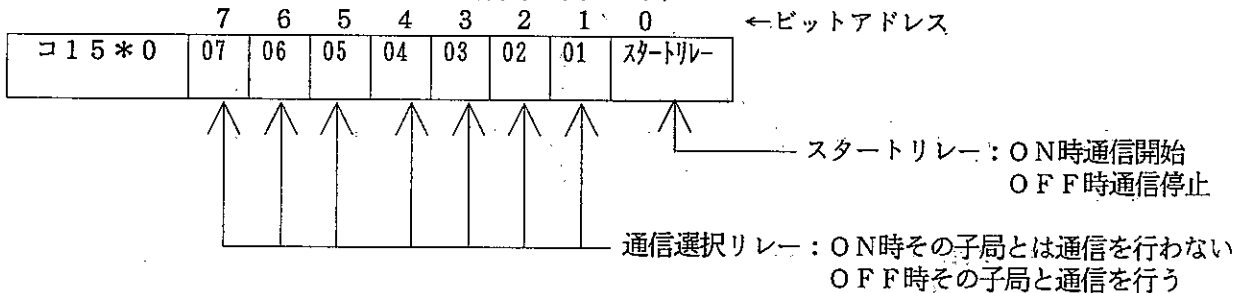 7 6 5 4 3 2 1 0 ←ビットアドレス
コ15*0 07 06 05 04 03 02 01 スタートリレー
スタートリレー:ON時通信開始
OFF時通信停止
通信選択リレー:ON時その子局とは通信を行わない
OFF時その子局と通信を行う